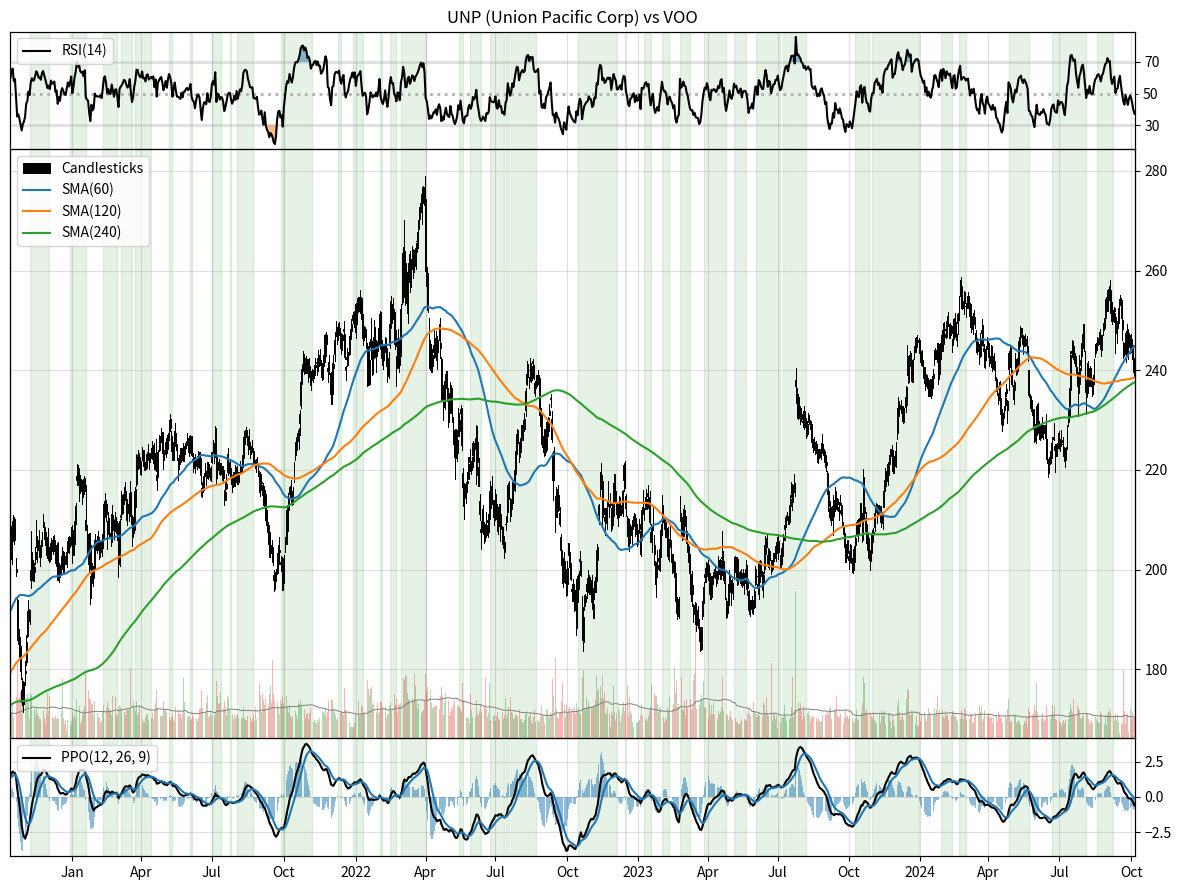 UNP (Union Pacific Corp) vs VOO
RSI(14)
70
50
30
Candlesticks
SMA(60)
SMA(120)
SMA(240)
280
260
240
220
200
180
PPO(12, 26, 9)
2.5
0.0
−2.5
Jan Apr Jul Oct 2022 Apr Jul Oct 2023 Apr Jul Oct 2024 Apr Jul Oct